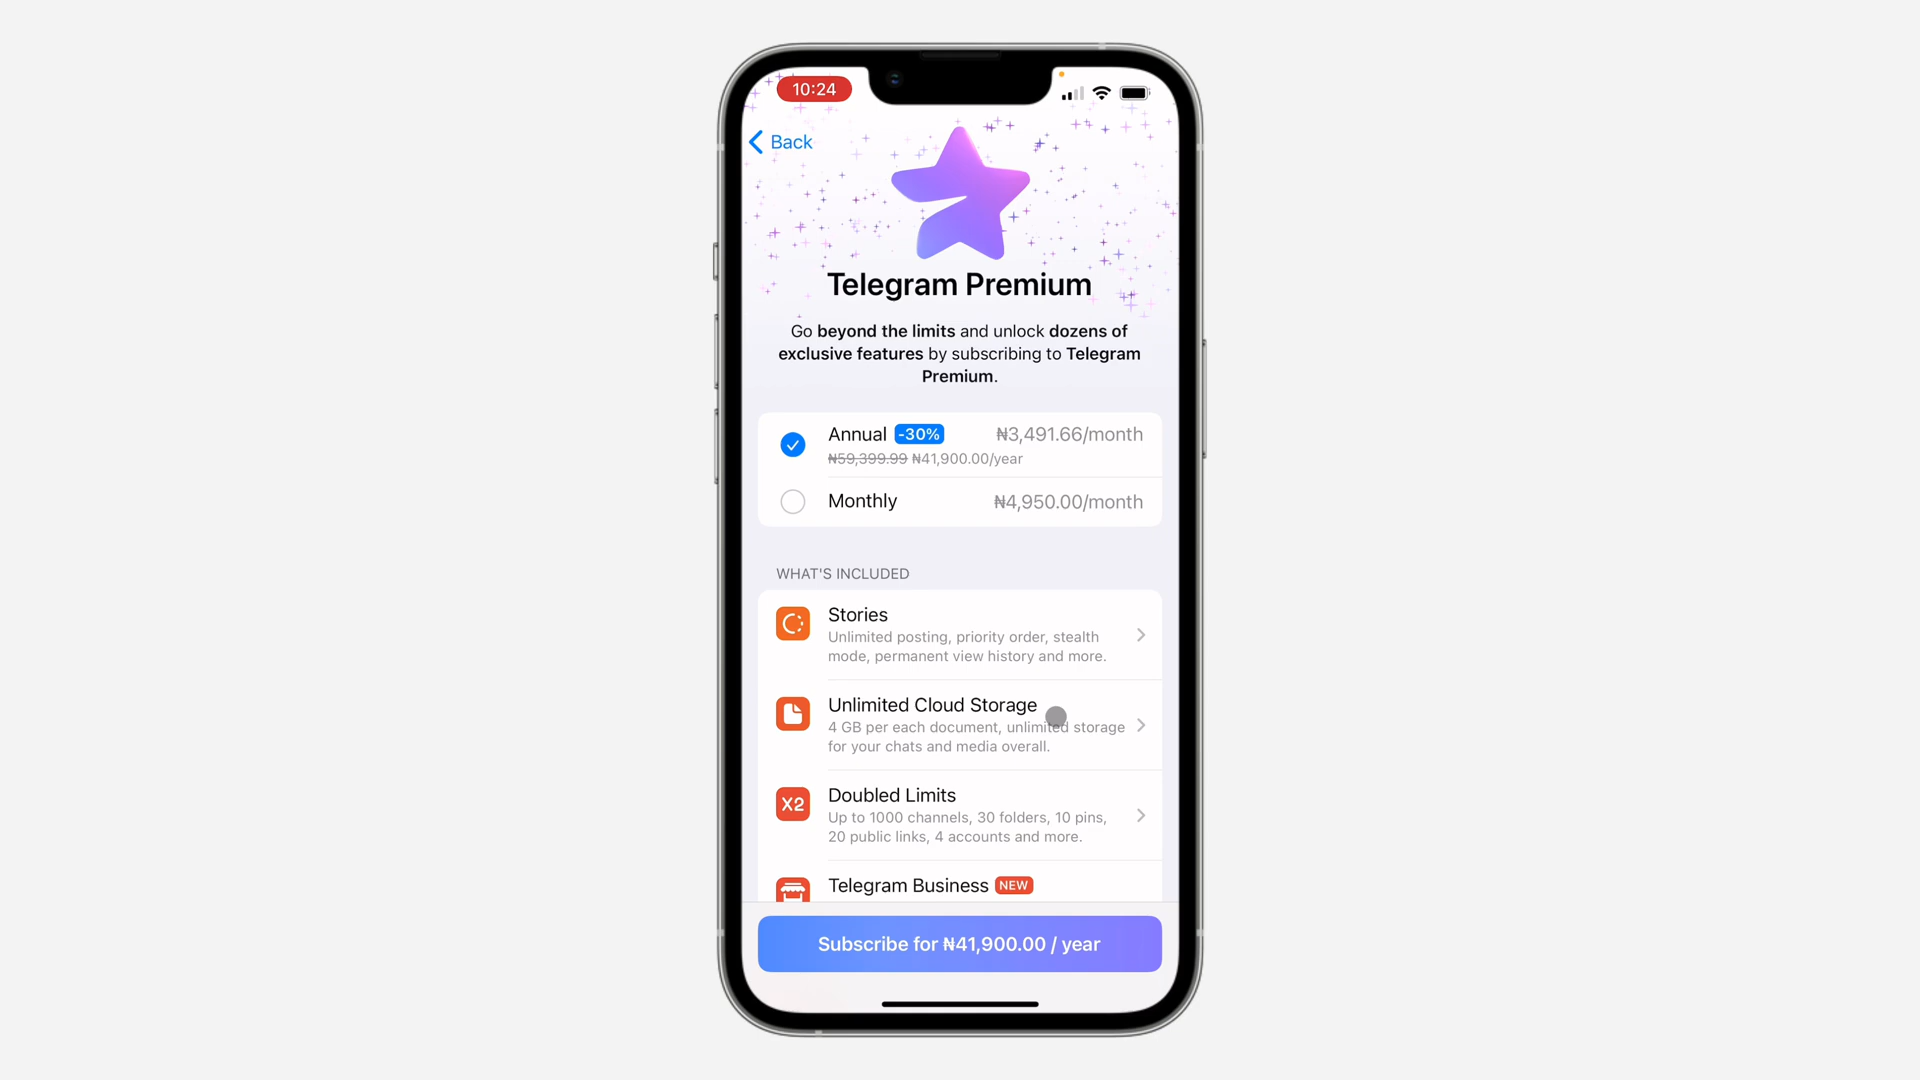 10:24
Back
Telegram Premium
Go beyond the limits and unlock dozens of
exclusive features by subscribing to Telegram
Premium.
Annual -30% ₦3,491.66/month
₦59,399.99 ₦41,900.00/year
Monthly ₦4,950.00/month
WHAT'S INCLUDED
Stories
Unlimited posting, priority order, stealth
mode, permanent view history and more.
Unlimited Cloud Storage
4 GB per each document, unlimited storage
for your chats and media overall.
X2 Doubled Limits
Up to 1000 channels, 30 folders, 10 pins,
20 public links, 4 accounts and more.
Telegram Business NEW
Subscribe for ₦41,900.00 / year